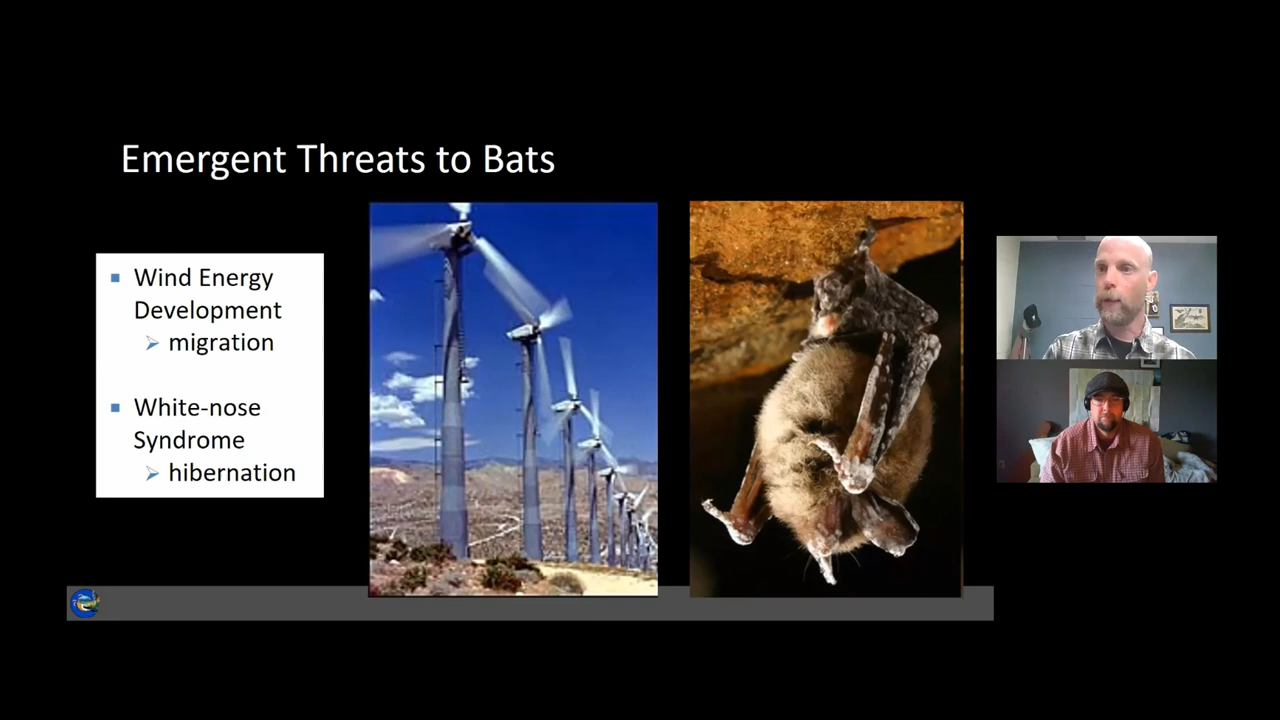 Emergent Threats to Bats
Wind Energy
Development
migration
White-nose
Syndrome
hibernation